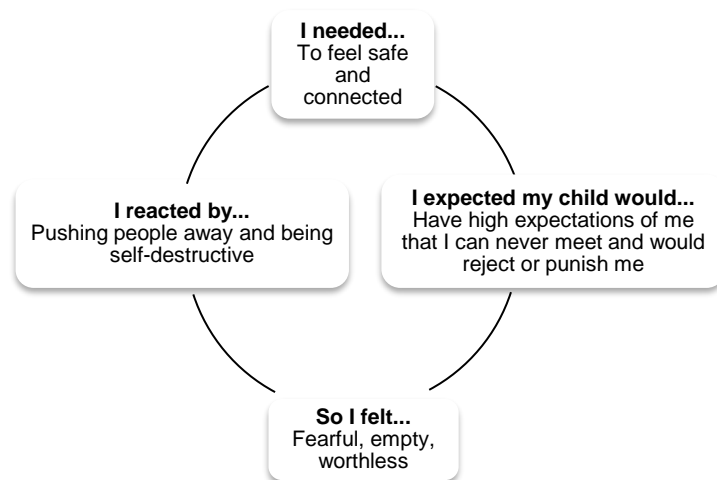 I needed...
To feel safe
and
connected
I expected my child would...
Have high expectations of me
that I can never meet and would
reject or punish me
So I felt...
Fearful, empty,
worthless
I reacted by...
Pushing people away and being
self-destructive